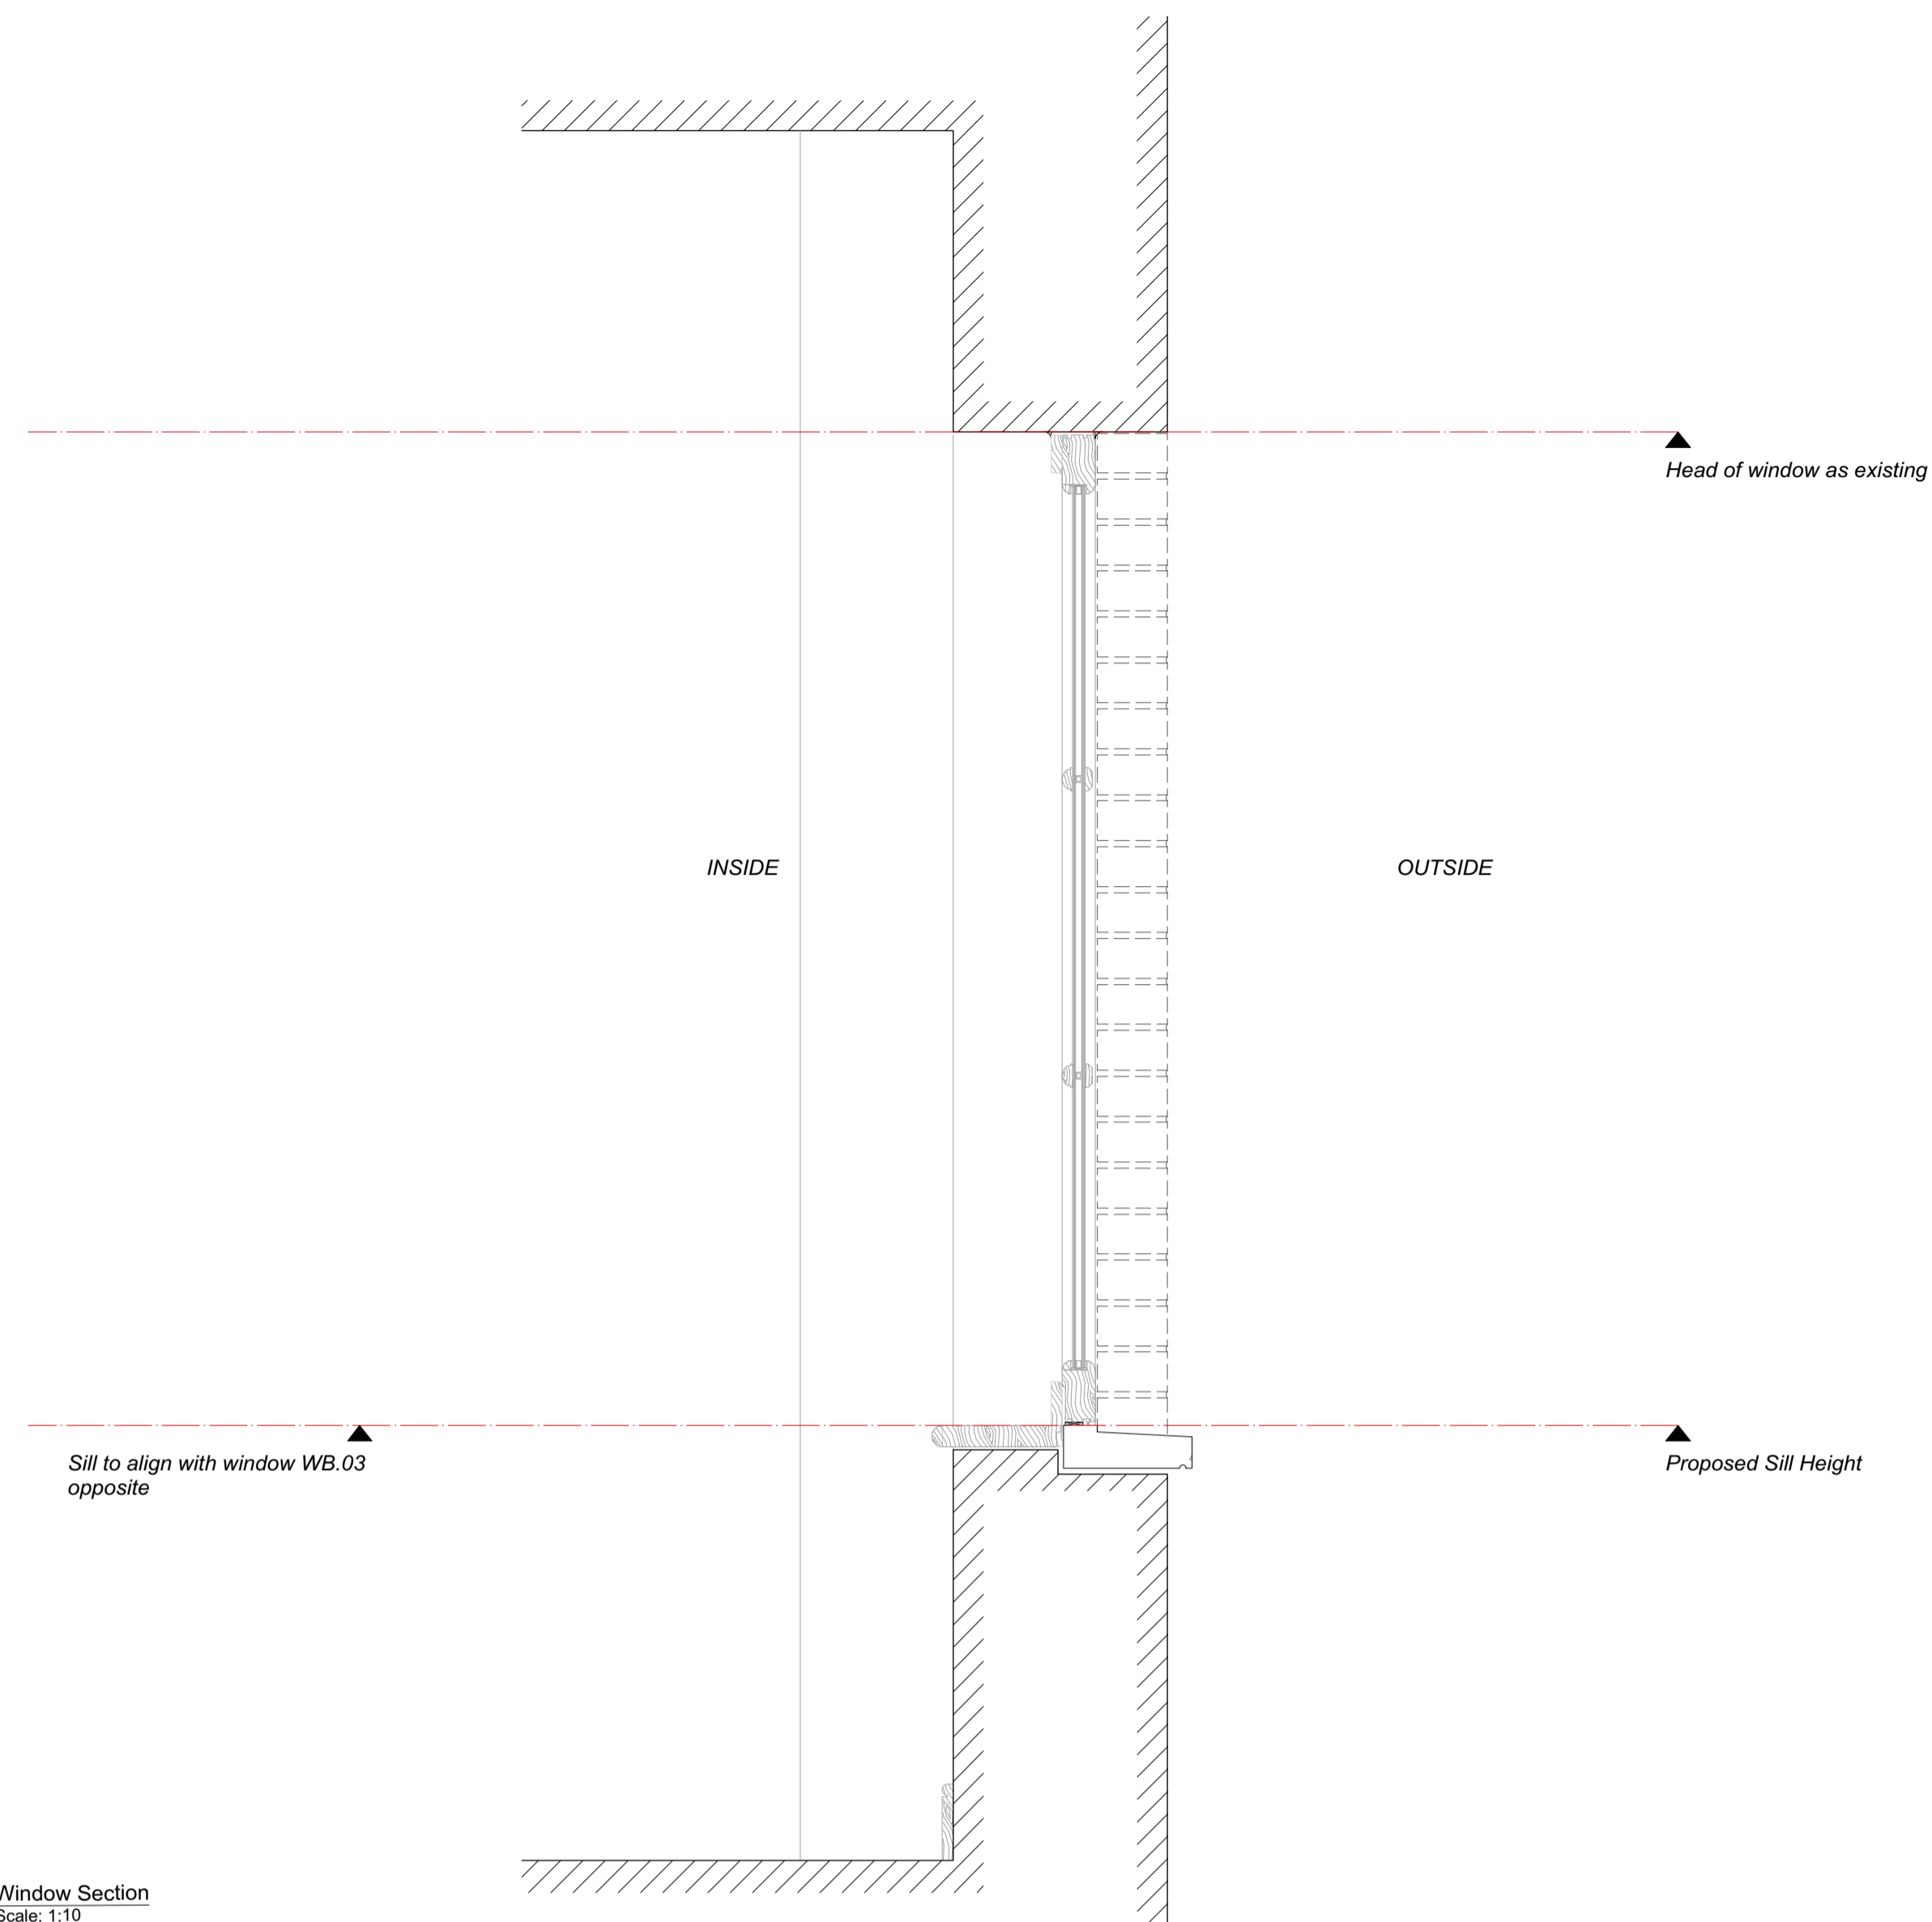 Head of window as existing
INSIDE
OUTSIDE
Sill to align with window WB.03
opposite
Proposed Sill Height
Window Section
Scale: 1:10